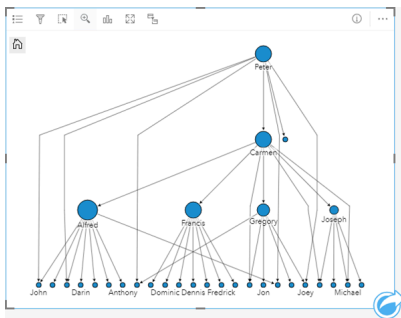 Peter
Carmen
Alfred
Francis
Gregory
Joseph
John
Darin
Anthony
Dominic
Dennis
Fredrick
Jon
Joey
Michael